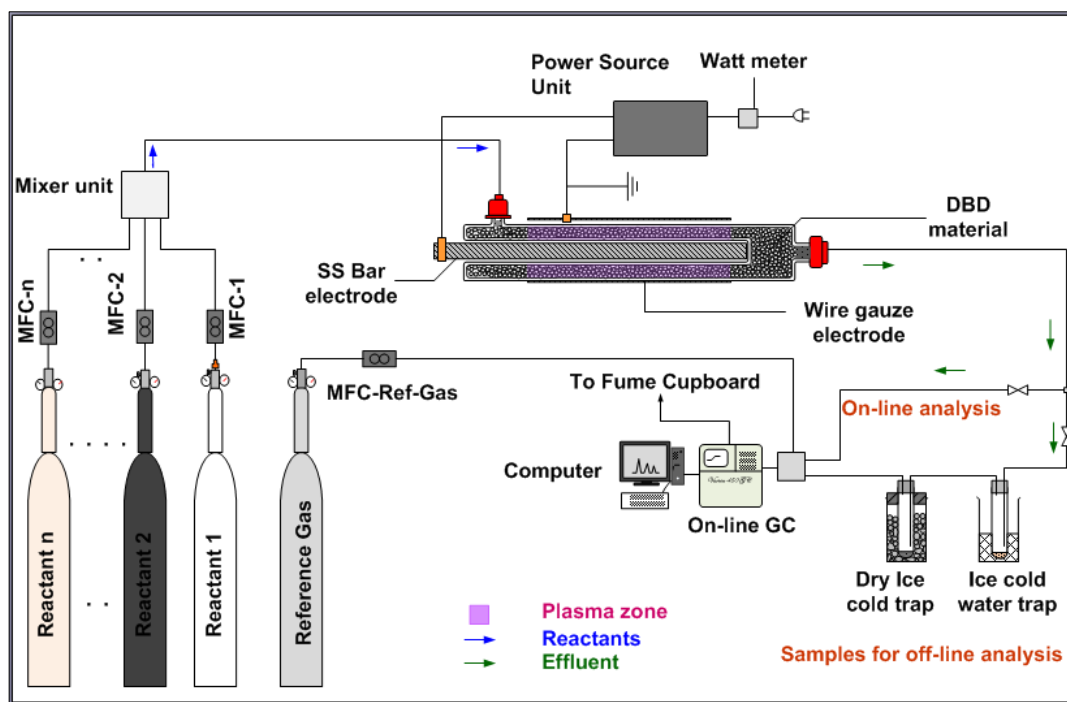 Power Source
Unit
Watt meter
Mixer unit
DBD
material
SS Bar
electrode
Wire gauze
electrode
MFC-n
MFC-2
MFC-1
MFC-Ref-Gas
To Fume Cupboard
On-line analysis
Computer
On-line GC
Dry Ice
cold trap
Ice cold
water trap
Reactant n
Reactant 2
Reactant 1
Reference Gas
Plasma zone
Reactants
Effluent
Samples for off-line analysis